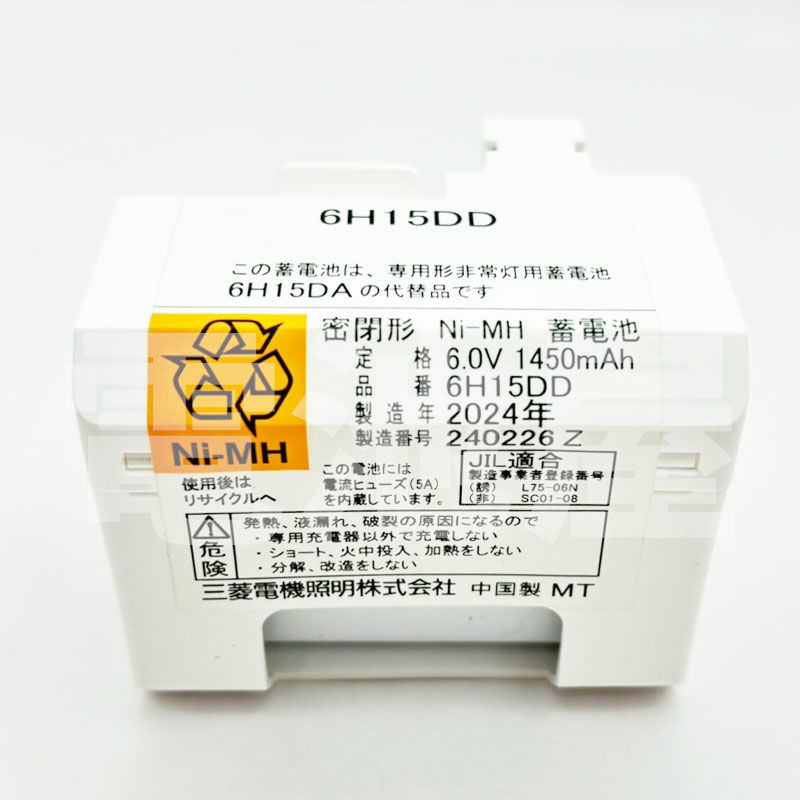 6H15DD
この蓄電池は、専用形非常灯用蓄電池
6H15DAの代替品です
密閉形 Ni-MH 蓄電池
定格 6.0V 1450mAh
品番 6H15DD
製造年 2024年
製造番号 240226 Z
Ni-MH
使用後は
リサイクルへ
この電池には
電流ヒューズ(5A)
を内蔵しています。
JIL適合
製造事業者登録番号
(誘) L75-06N
(非) SC01-08
危険
発熱、液漏れ、破裂の原因になるので
・専用充電器以外で充電しない
・ショート、火中投入、加熱をしない
・分解、改造をしない
三菱電機照明株式会社 中国製 MT
電池屋